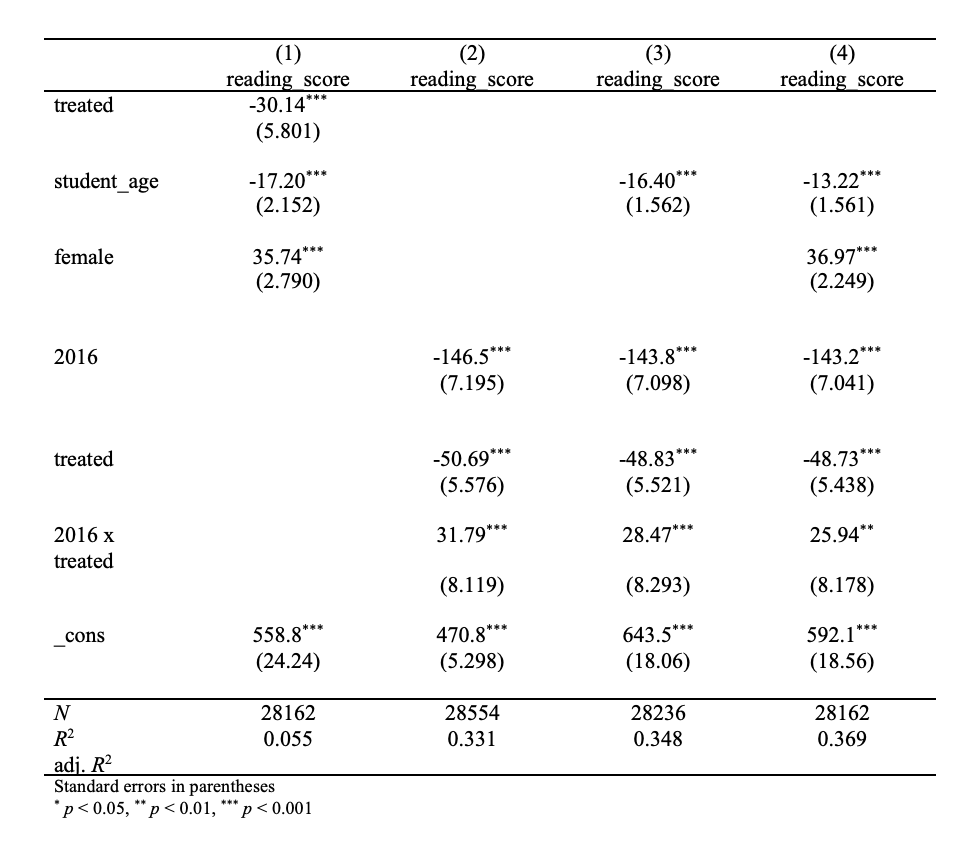 (1) (2) (3) (4)
reading_score reading_score reading_score reading_score
treated -30.14***
(5.801)
student_age -17.20*** -16.40*** -13.22***
(2.152) (1.562) (1.561)
female 35.74*** 36.97***
(2.790) (2.249)
2016 -146.5*** -143.8*** -143.2***
(7.195) (7.098) (7.041)
treated -50.69*** -48.83*** -48.73***
(5.576) (5.521) (5.438)
2016 x 31.79*** 28.47*** 25.94**
treated
(8.119) (8.293) (8.178)
_cons 558.8*** 470.8*** 643.5*** 592.1***
(24.24) (5.298) (18.06) (18.56)
N 28162 28554 28236 28162
R² 0.055 0.331 0.348 0.369
adj. R²
Standard errors in parentheses
* p < 0.05, ** p < 0.01, *** p < 0.001